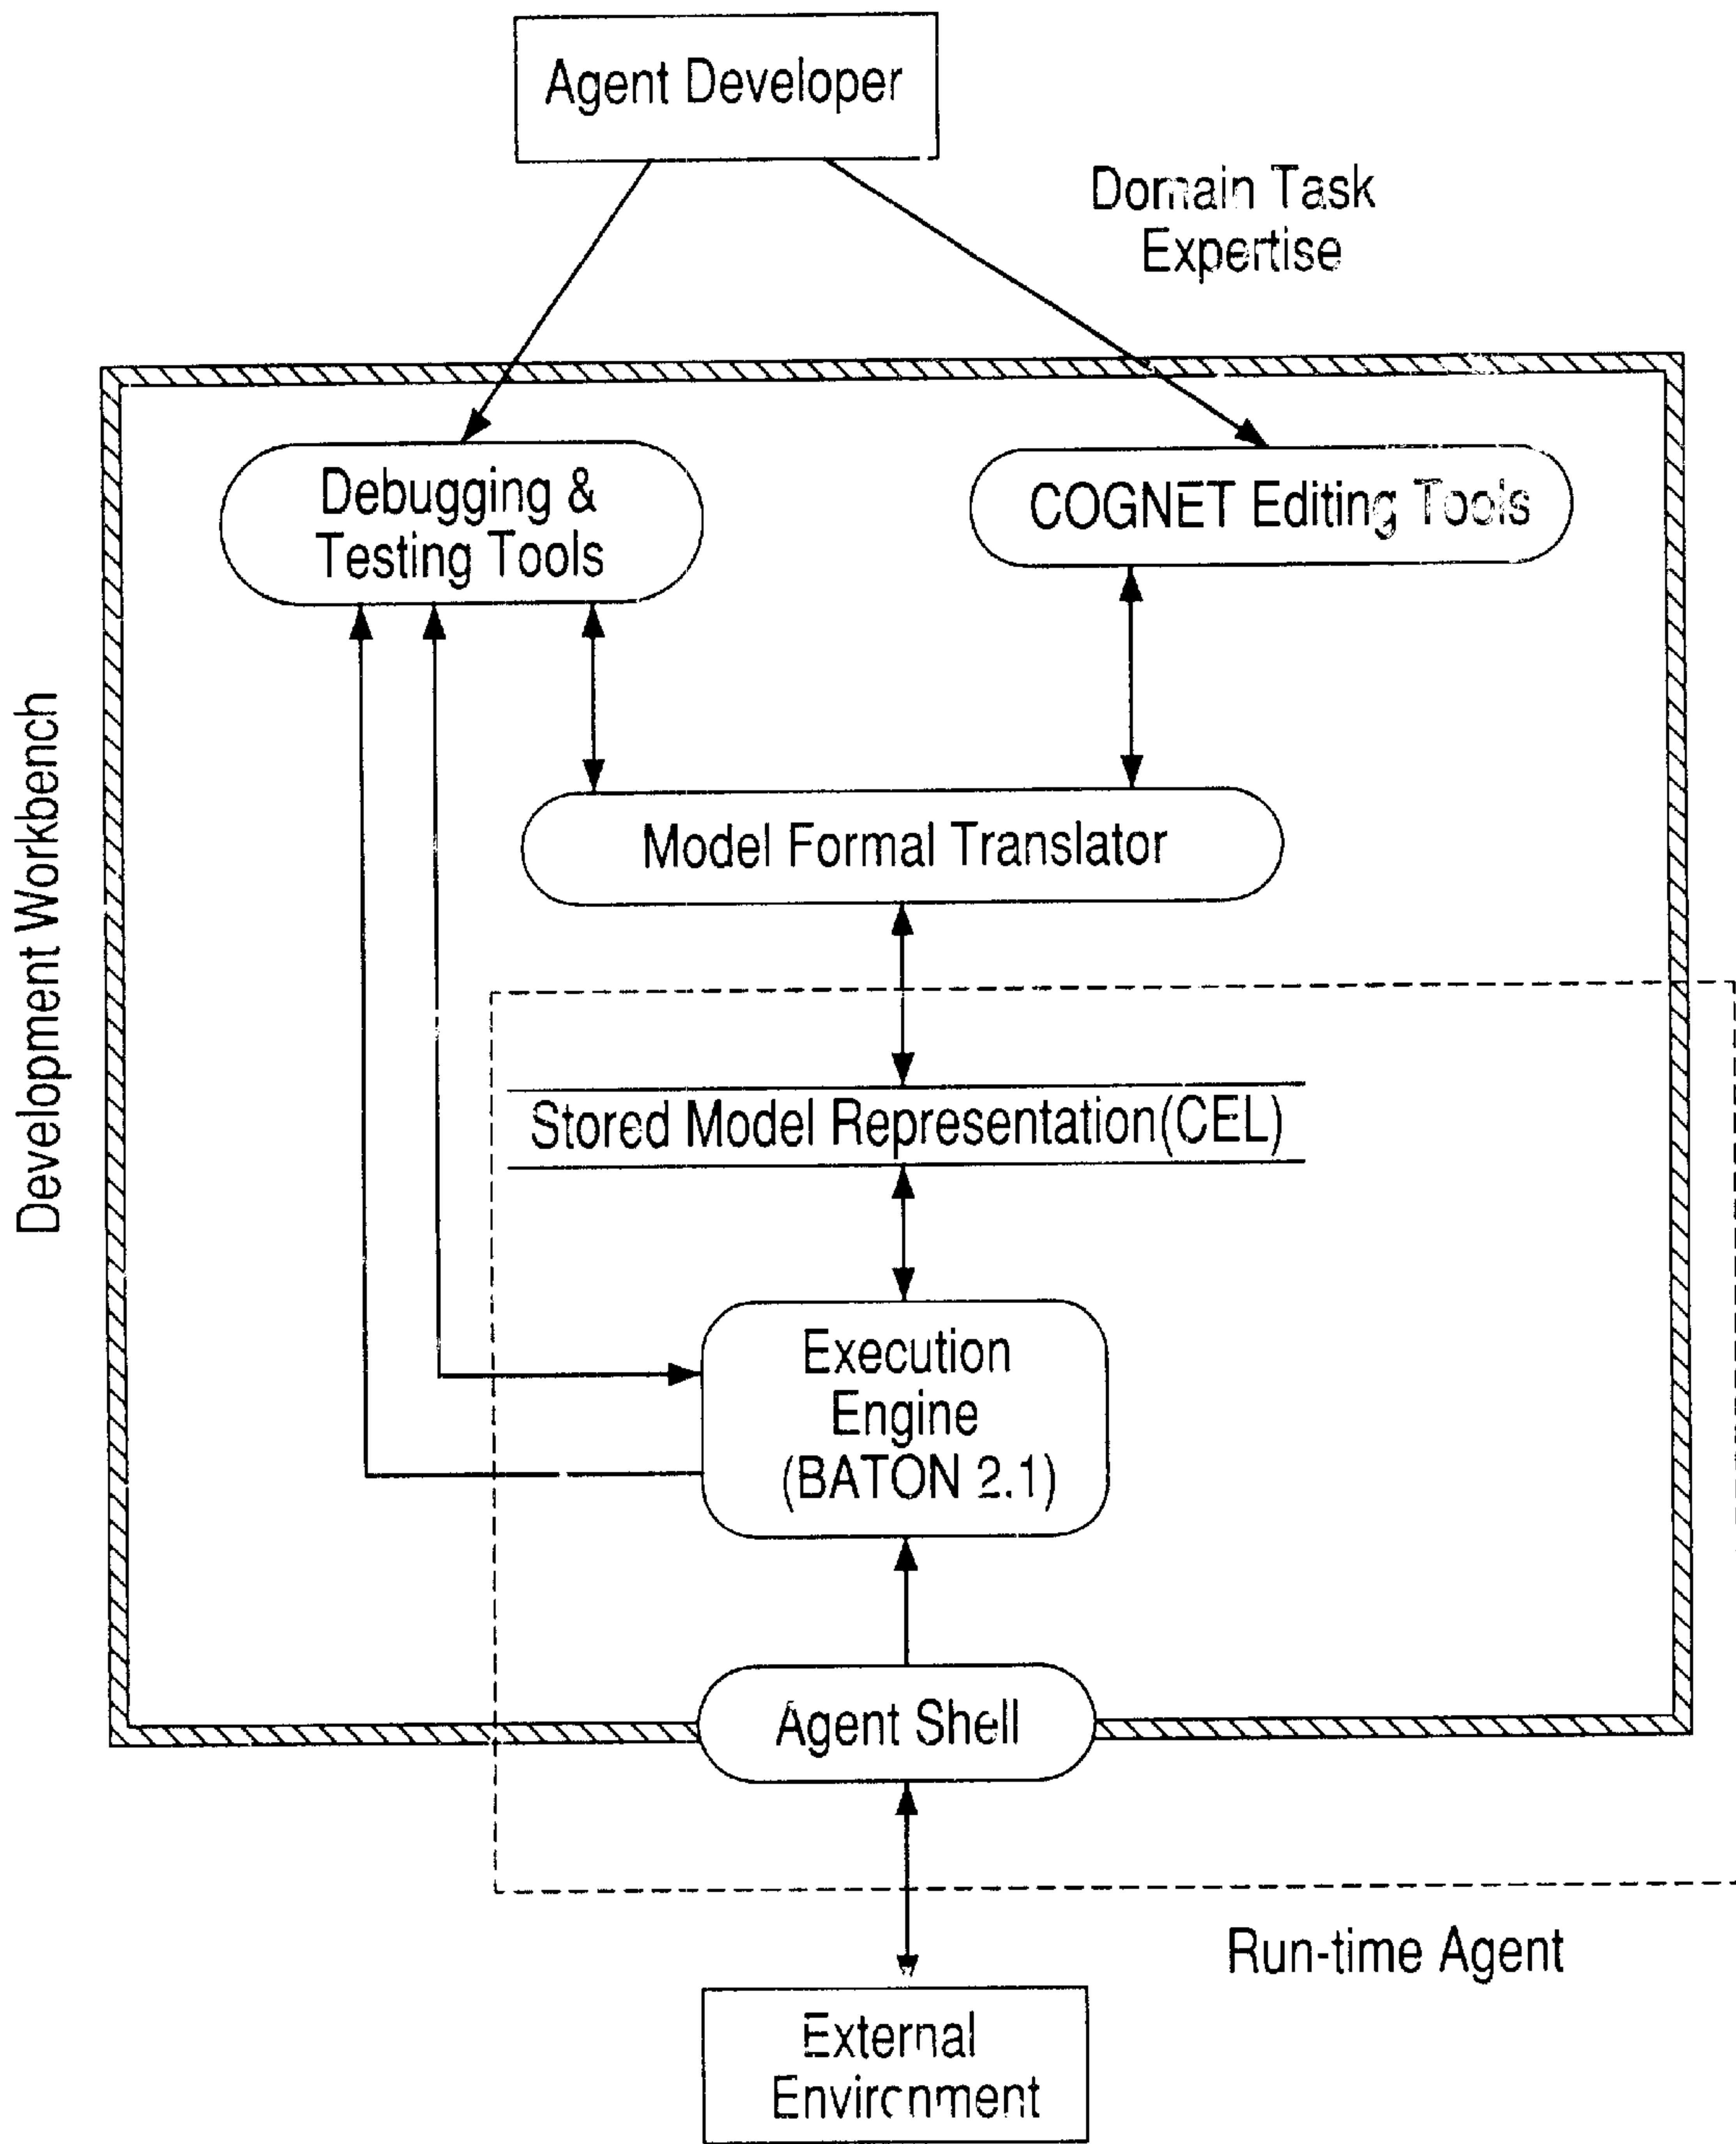 Agent Developer
Domain Task
Expertise
Development Workbench
Debugging &
Testing Tools
COGNET Editing Tools
Model Formal Translator
Stored Model Representation(CEL)
Execution
Engine
(BATON 2.1)
Agent Shell
Run-time Agent
External
Environment